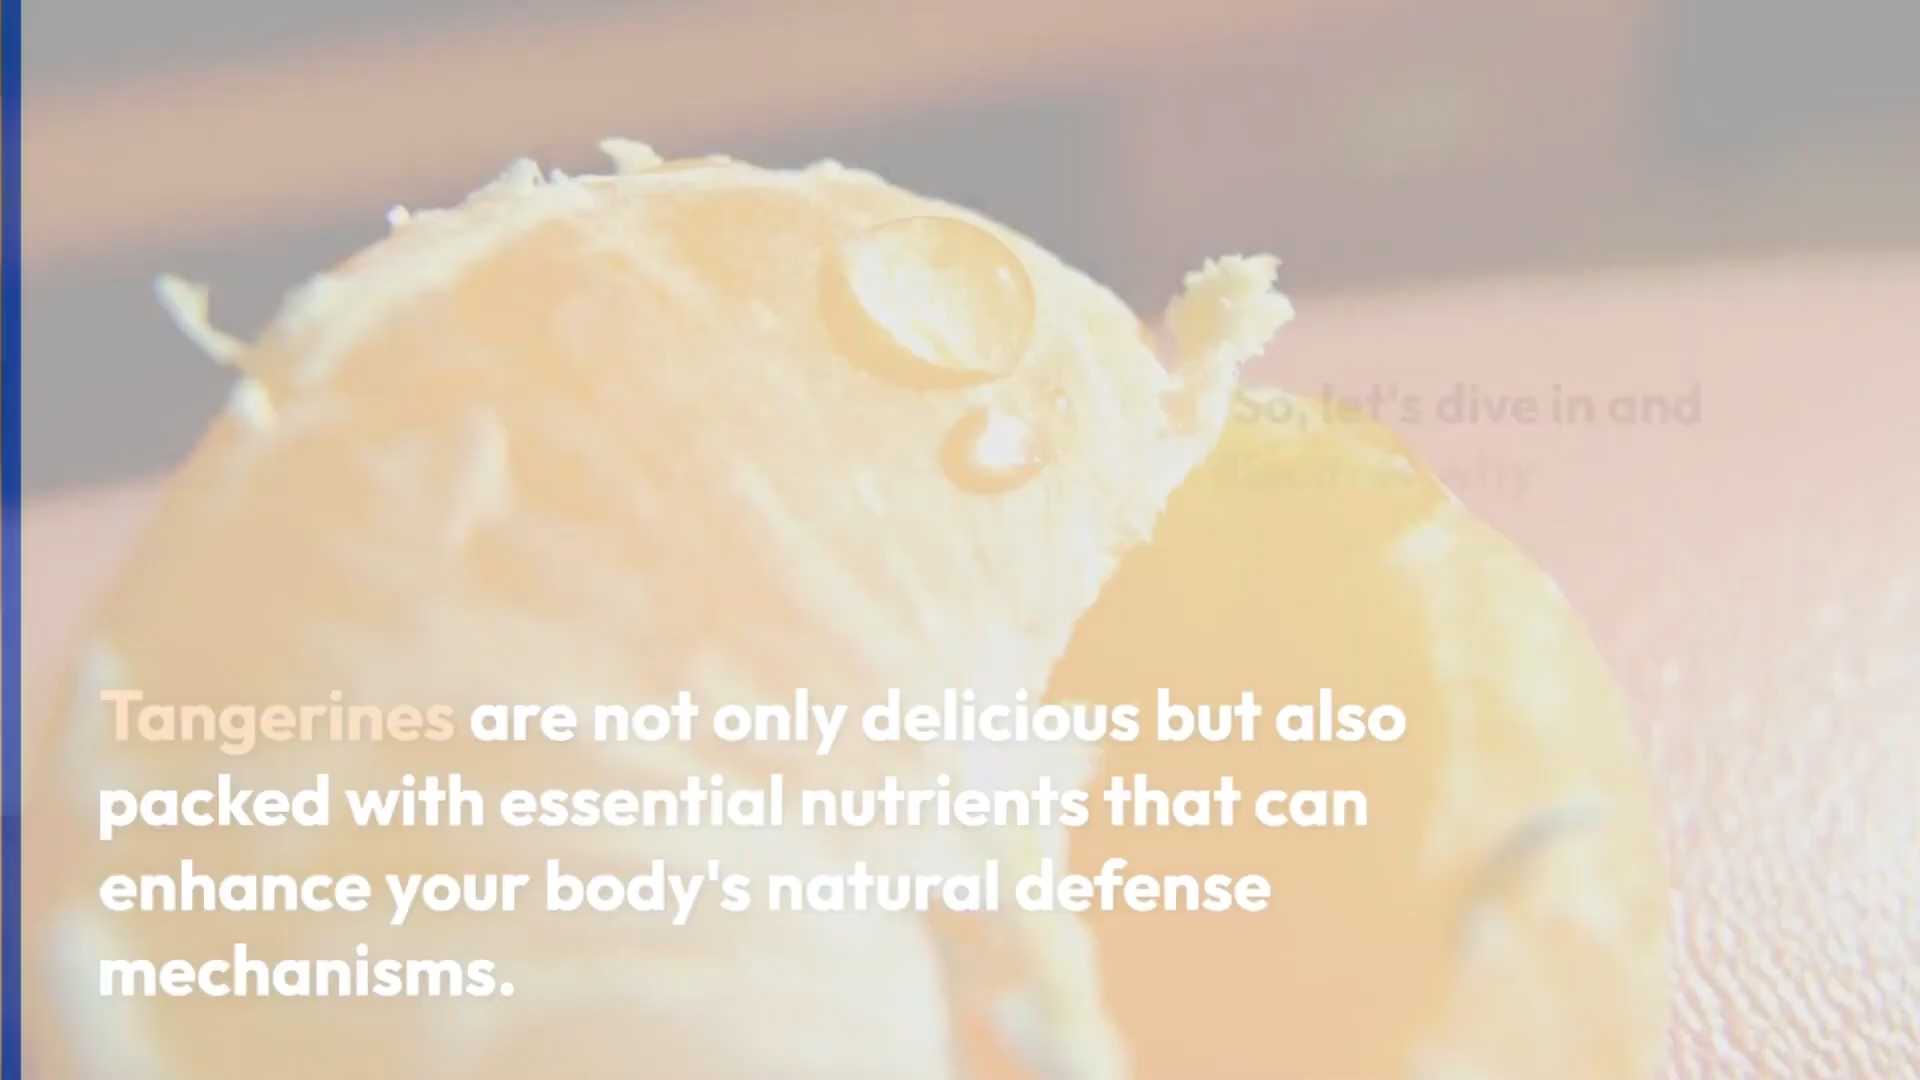 So, let's dive in and
Tangerines are not only delicious but also
packed with essential nutrients that can
enhance your body's natural defense
mechanisms.